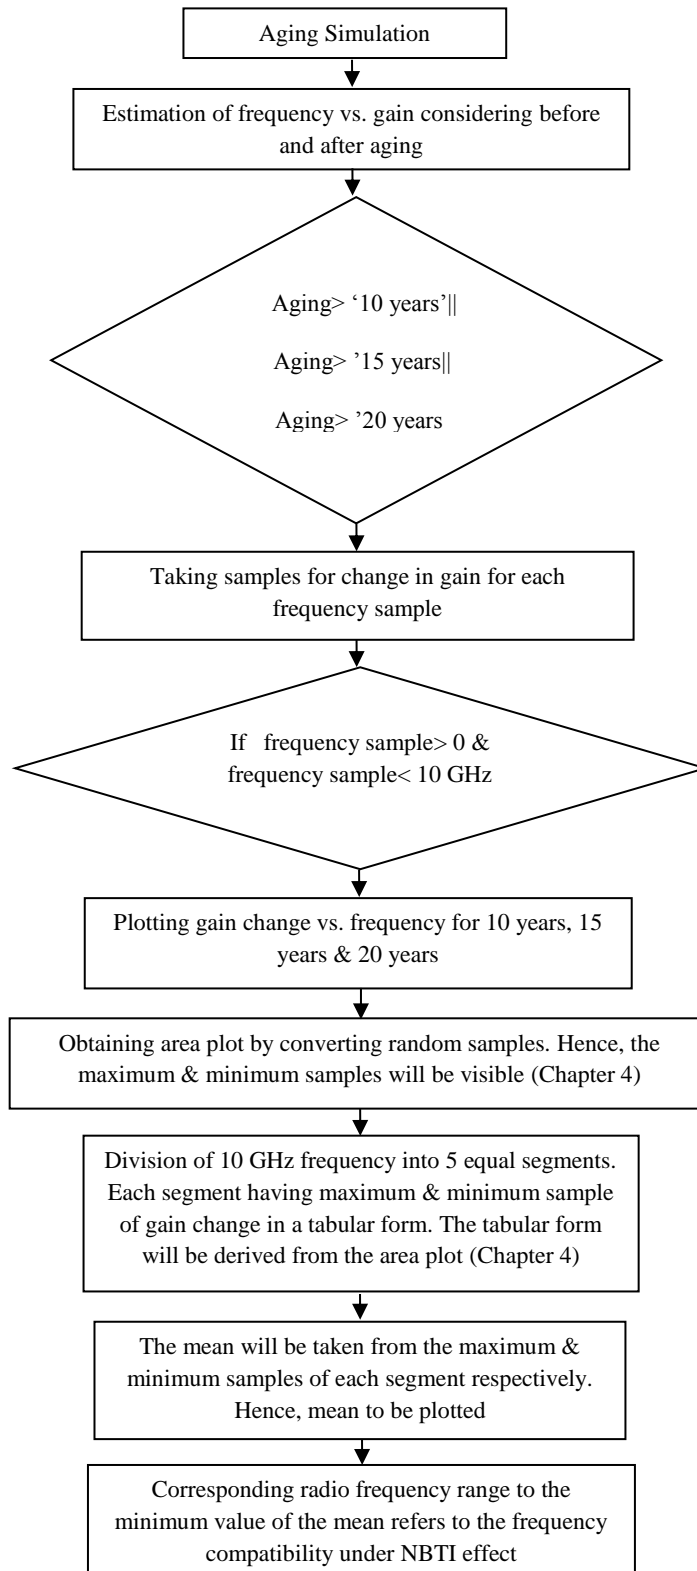 Aging Simulation
Estimation of frequency vs. gain considering before
and after aging
Aging> ‘10 years’||
Aging> ’15 years||
Aging> ’20 years
Taking samples for change in gain for each
frequency sample
If frequency sample> 0 &
frequency sample< 10 GHz
Plotting gain change vs. frequency for 10 years, 15
years & 20 years
Obtaining area plot by converting random samples. Hence, the
maximum & minimum samples will be visible (Chapter 4)
Division of 10 GHz frequency into 5 equal segments.
Each segment having maximum & minimum sample
of gain change in a tabular form. The tabular form
will be derived from the area plot (Chapter 4)
The mean will be taken from the maximum &
minimum samples of each segment respectively.
Hence, mean to be plotted
Corresponding radio frequency range to the
minimum value of the mean refers to the frequency
compatibility under NBTI effect